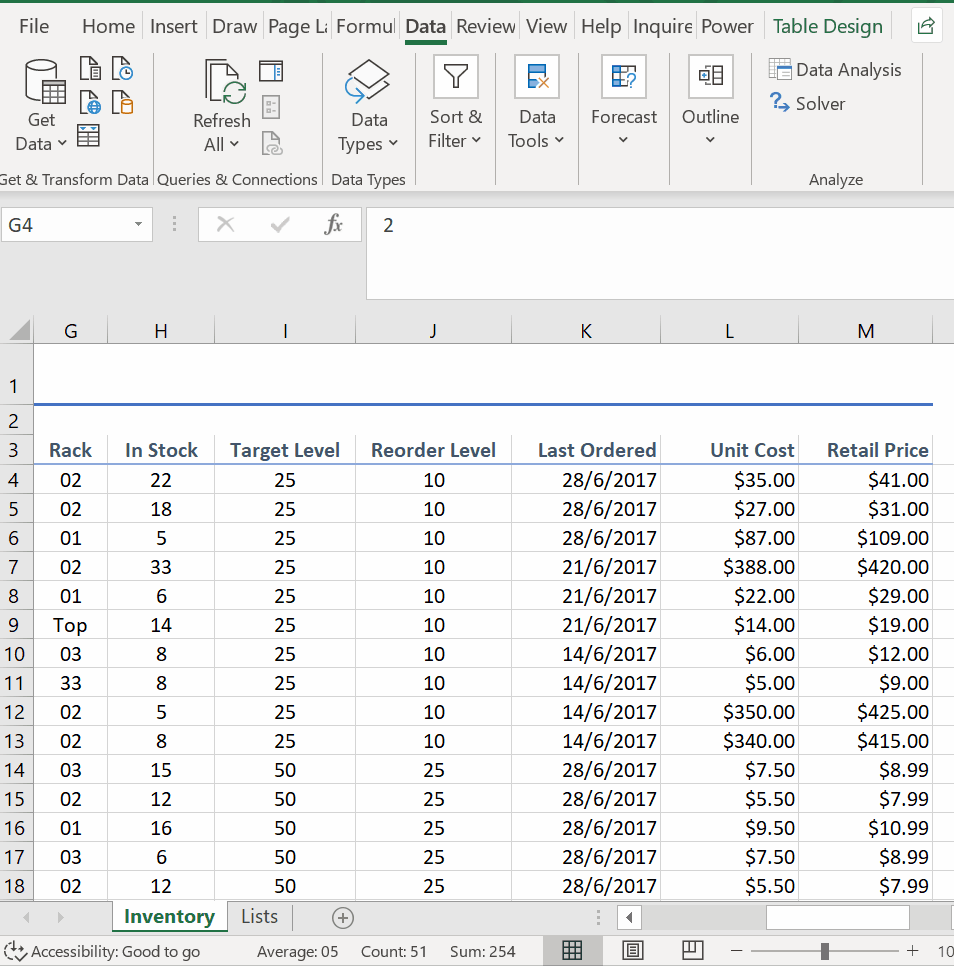 File Home Insert Draw Page La Formul Data Review View Help Inquire Power Table Design
Get Data
Refresh All
Data Types
Sort & Filter
Data Tools
Forecast
Outline
Data Analysis
Solver
Get & Transform Data Queries & Connections Data Types Analyze
G4 fx 2
G H I J K L M
1
2
3 Rack In Stock Target Level Reorder Level Last Ordered Unit Cost Retail Price
4 02 22 25 10 28/6/2017 $35.00 $41.00
5 02 18 25 10 28/6/2017 $27.00 $31.00
6 01 5 25 10 28/6/2017 $87.00 $109.00
7 02 33 25 10 21/6/2017 $388.00 $420.00
8 01 6 25 10 21/6/2017 $22.00 $29.00
9 Top 14 25 10 21/6/2017 $14.00 $19.00
10 03 8 25 10 14/6/2017 $6.00 $12.00
11 33 8 25 10 14/6/2017 $5.00 $9.00
12 02 5 25 10 14/6/2017 $350.00 $425.00
13 02 8 25 10 14/6/2017 $340.00 $415.00
14 03 15 50 25 28/6/2017 $7.50 $8.99
15 02 12 50 25 28/6/2017 $5.50 $7.99
16 01 16 50 25 28/6/2017 $9.50 $10.99
17 03 6 50 25 28/6/2017 $7.50 $8.99
18 02 12 50 25 28/6/2017 $5.50 $7.99
Inventory Lists
Accessibility: Good to go Average: 05 Count: 51 Sum: 254 10